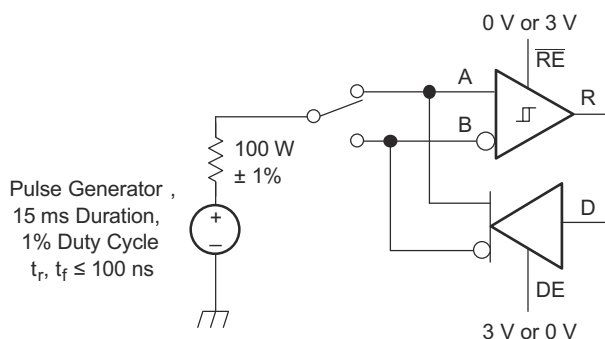 0 V or 3 V
RE
A
R
B
100 W
± 1%
Pulse Generator ,
15 ms Duration,
1% Duty Cycle
tr, tf ≤ 100 ns
+
–
D
DE
3 V or 0 V